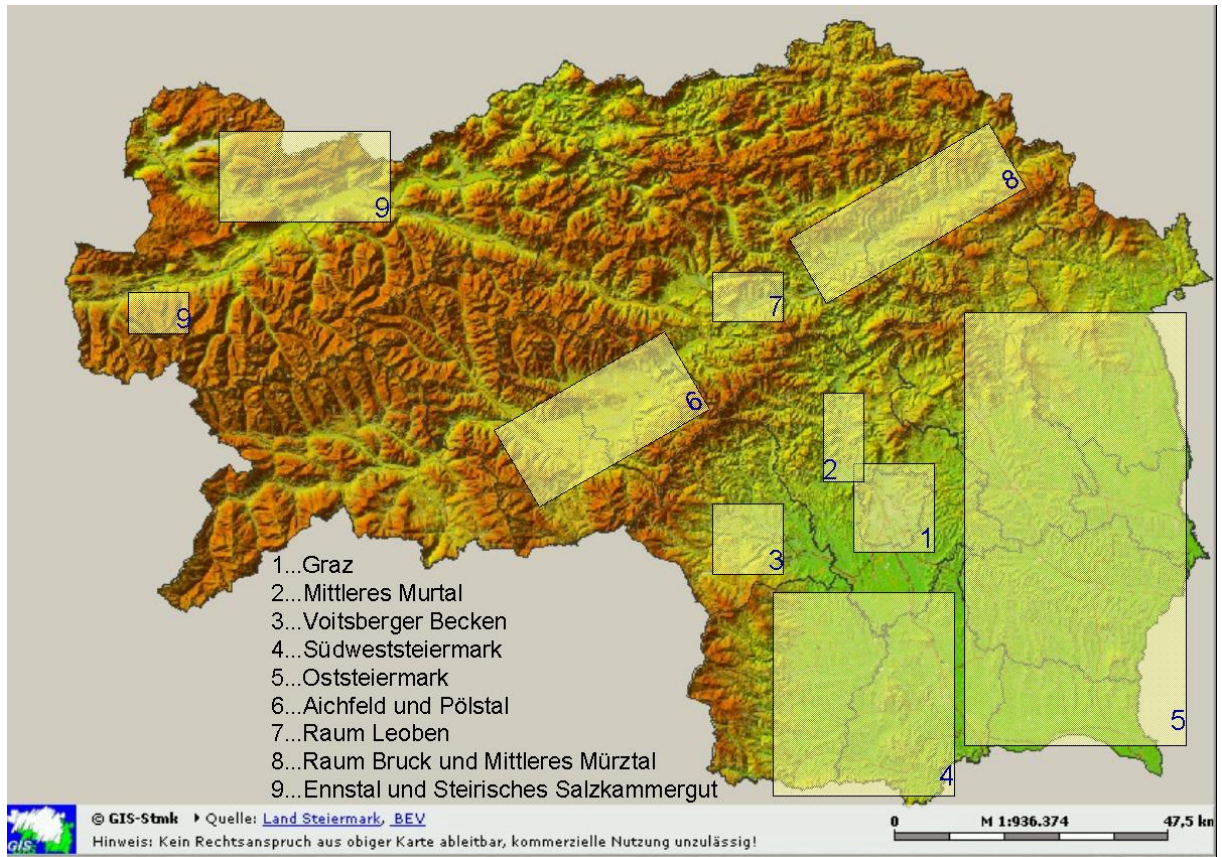 9
8
9
7
6
2
1
3
5
4
1...Graz
2...Mittleres Murtal
3...Voitsberger Becken
4...Südweststeiermark
5...Oststeiermark
6...Aichfeld und Pölstal
7...Raum Leoben
8...Raum Bruck und Mittleres Mürztal
9...Ennstal und Steirisches Salzkammergut
GIS
© GIS-Stmk Quelle: Land Steiermark, BEV
0 M 1:936.374 47,5 km
Hinweis: Kein Rechtsanspruch aus obiger Karte ableitbar, kommerzielle Nutzung unzulässig!